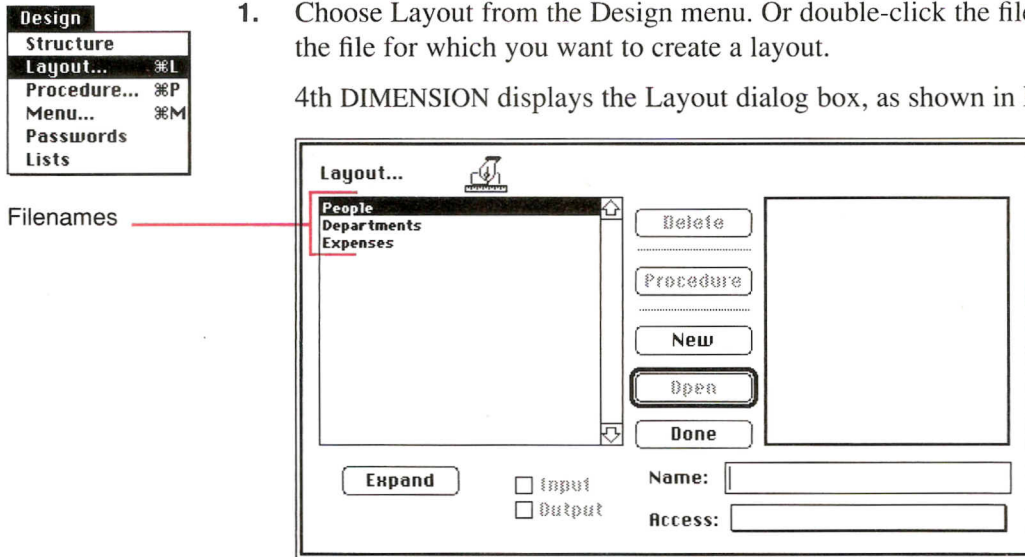 Design
Structure
Layout... ⌘L
Procedure... ⌘P
Menu... ⌘M
Passwords
Lists
1. Choose Layout from the Design menu. Or double-click the
the file for which you want to create a layout.
4th DIMENSION displays the Layout dialog box, as shown in
Filenames
Layout...
People
Departments
Expenses
Delete
Procedure
New
Open
Done
Expand
Input
Output
Name:
Access: